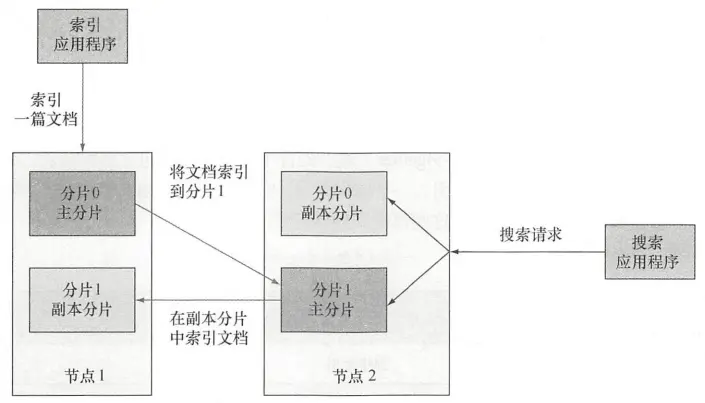 索引
应用程序
索引
一篇文档
分片0
主分片
将文档索引
到分片1
分片0
副本分片
搜索请求
搜索
应用程序
分片1
副本分片
在副本分片
中索引文档
分片1
主分片
节点1
节点2